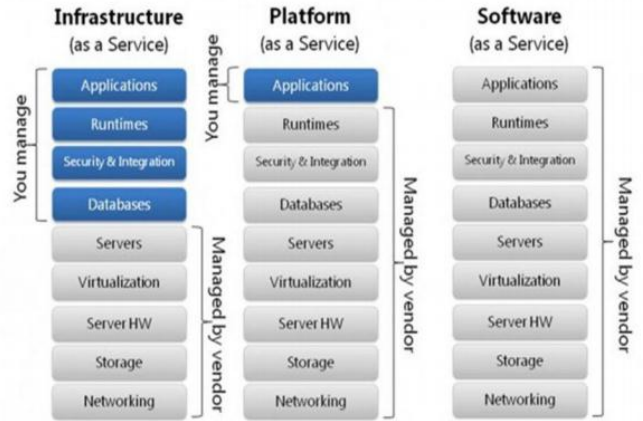 Infrastructure
(as a Service)
You manage
Applications
Runtimes
Security & Integration
Databases
Servers
Virtualization
Server HW
Storage
Networking
Managed by vendor
Platform
(as a Service)
You manage
Applications
Runtimes
Security & Integration
Databases
Servers
Virtualization
Server HW
Storage
Networking
Managed by vendor
Software
(as a Service)
Applications
Runtimes
Security & Integration
Databases
Servers
Virtualization
Server HW
Storage
Networking
Managed by vendor